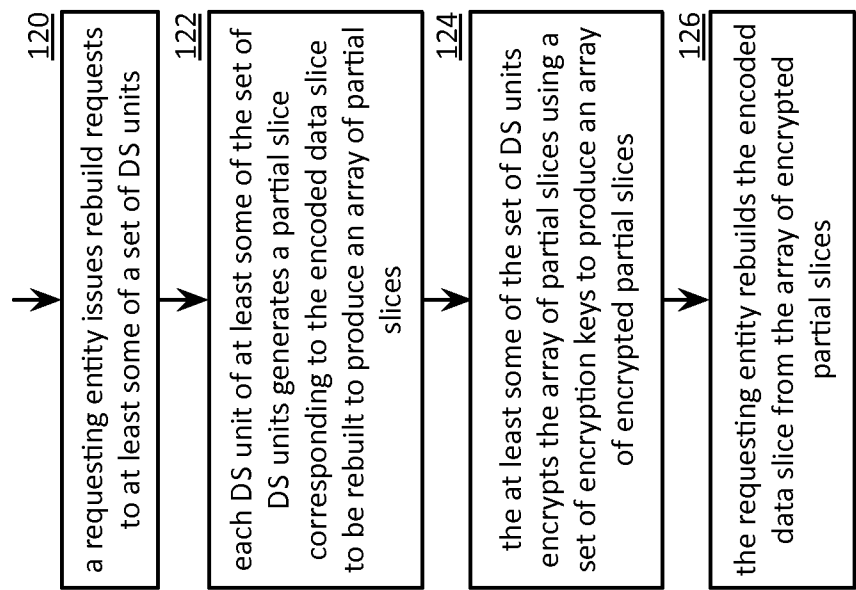 120
a requesting entity issues rebuild requests
to at least some of a set of DS units
122
each DS unit of at least some of the set of
DS units generates a partial slice
corresponding to the encoded data slice
to be rebuilt to produce an array of partial
slices
124
the at least some of the set of DS units
encrypts the array of partial slices using a
set of encryption keys to produce an array
of encrypted partial slices
126
the requesting entity rebuilds the encoded
data slice from the array of encrypted
partial slices